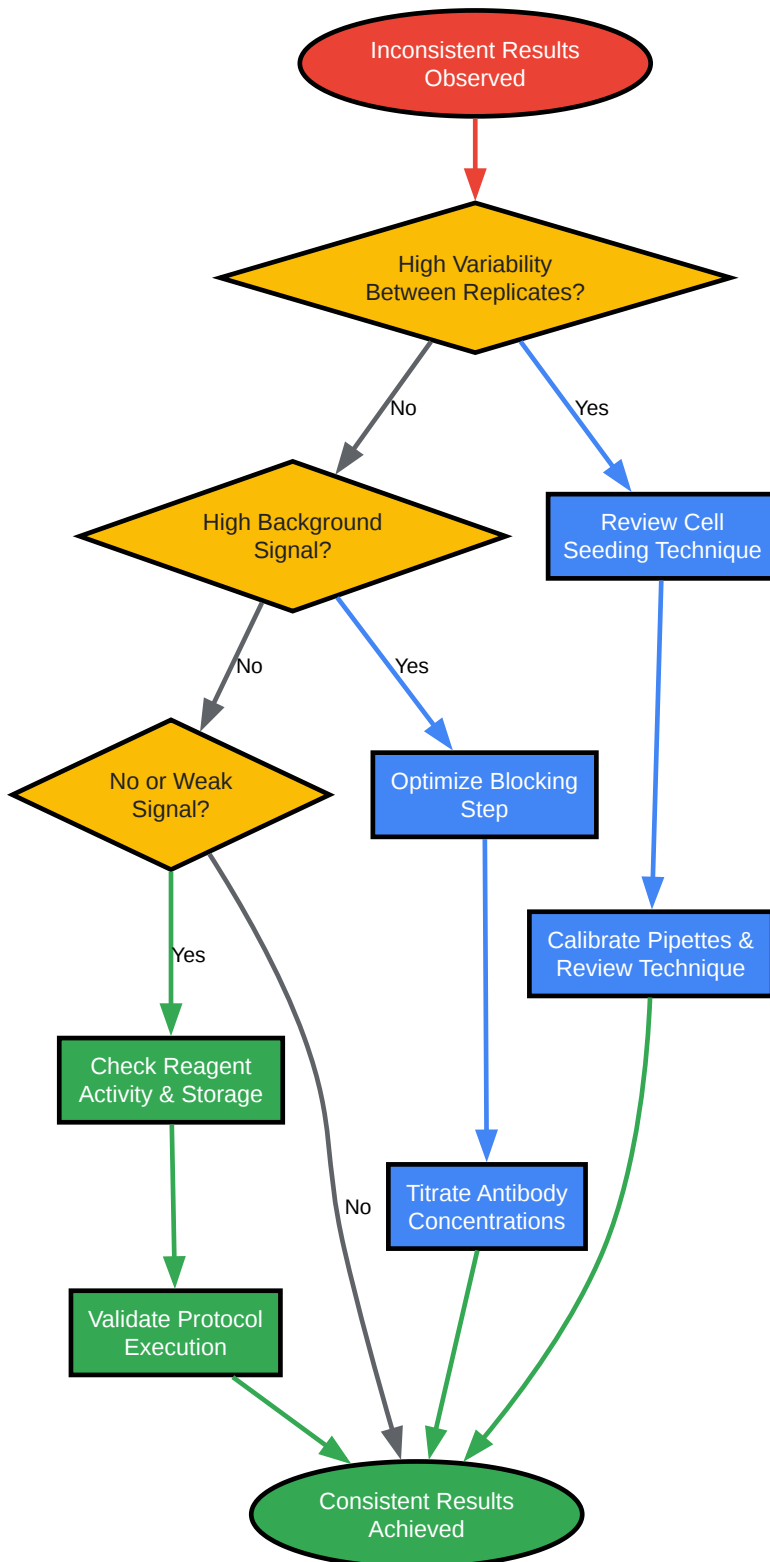 Inconsistent Results
Observed
High Variability
Between Replicates?
No
Yes
High Background
Signal?
Review Cell
Seeding Technique
No
Yes
No or Weak
Signal?
Optimize Blocking
Step
Yes
Calibrate Pipettes &
Review Technique
Check Reagent
Activity & Storage
No
Titrate Antibody
Concentrations
Validate Protocol
Execution
Consistent Results
Achieved